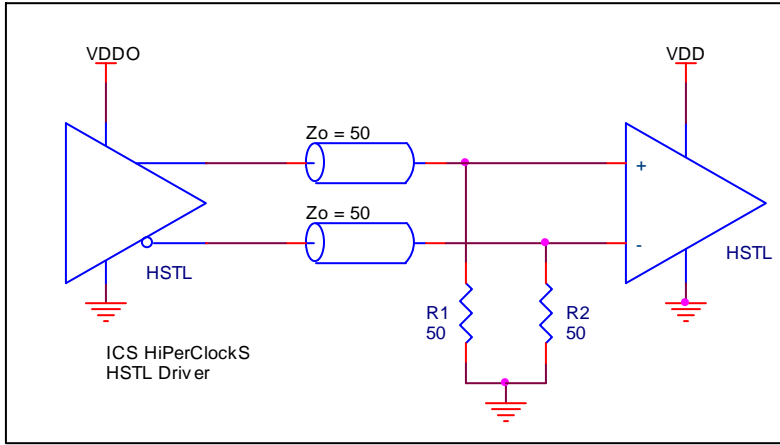 VDDO
VDD
Zo = 50
+
Zo = 50
-
HSTL
HSTL
R1
50
R2
50
ICS HiPerClockS
HSTL Driver